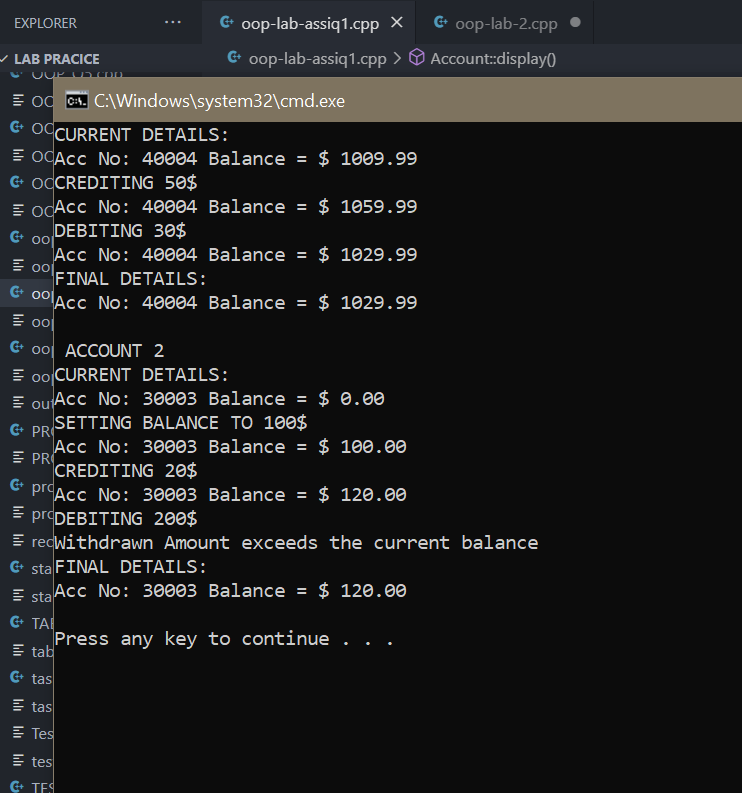 EXPLORER
oop-lab-assiq1.cpp
oop-lab-2.cpp
LAB PRACICE
oop-lab-assiq1.cpp > Account::display()
C:\Windows\system32\cmd.exe
CURRENT DETAILS:
Acc No: 40004 Balance = $ 1009.99
CREDITING 50$
Acc No: 40004 Balance = $ 1059.99
DEBITING 30$
Acc No: 40004 Balance = $ 1029.99
FINAL DETAILS:
Acc No: 40004 Balance = $ 1029.99
ACCOUNT 2
CURRENT DETAILS:
Acc No: 30003 Balance = $ 0.00
SETTING BALANCE TO 100$
Acc No: 30003 Balance = $ 100.00
CREDITING 20$
Acc No: 30003 Balance = $ 120.00
DEBITING 200$
Withdrawn Amount exceeds the current balance
FINAL DETAILS:
Acc No: 30003 Balance = $ 120.00
Press any key to continue . . .